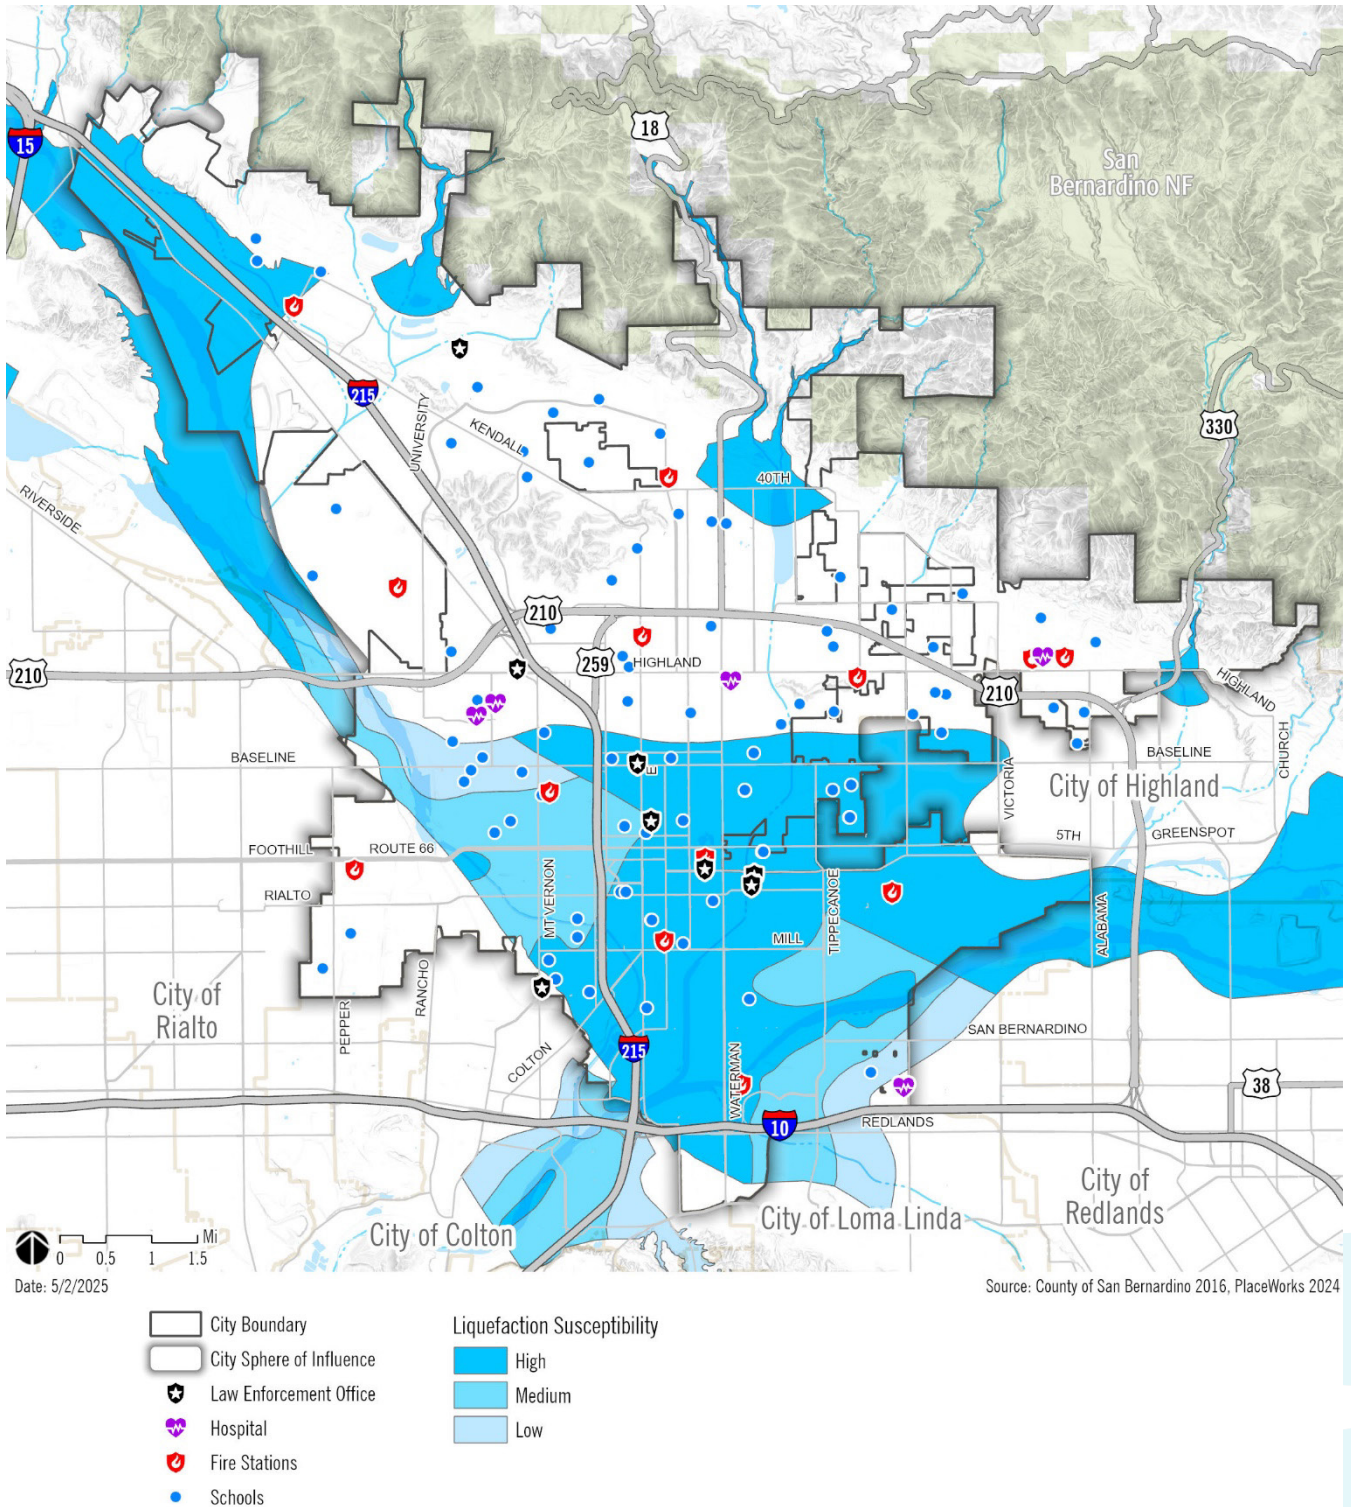 15
18
San
Bernardino NF
215
330
KENDALL
UNIVERSITY
40TH
RIVERSIDE
210
259
HIGHLAND
210
210
HIGHLAND
BASELINE
E
BASELINE
CHURCH
VICTORIA
City of Highland
FOOTHILL
ROUTE 66
5TH
GREENSPOT
RIALTO
MT VERNON
MILL
TIPPECANOE
ALABAMA
City of
Rialto
PEPPER
RANCHO
COLTON
215
WATERMAN
SAN BERNARDINO
38
10
REDLANDS
City of Colton
City of Loma Linda
City of
Redlands
Mi
0 0.5 1 1.5
Date: 5/2/2025
Source: County of San Bernardino 2016, PlaceWorks 2024
City Boundary
City Sphere of Influence
Law Enforcement Office
Hospital
Fire Stations
Schools
Liquefaction Susceptibility
High
Medium
Low